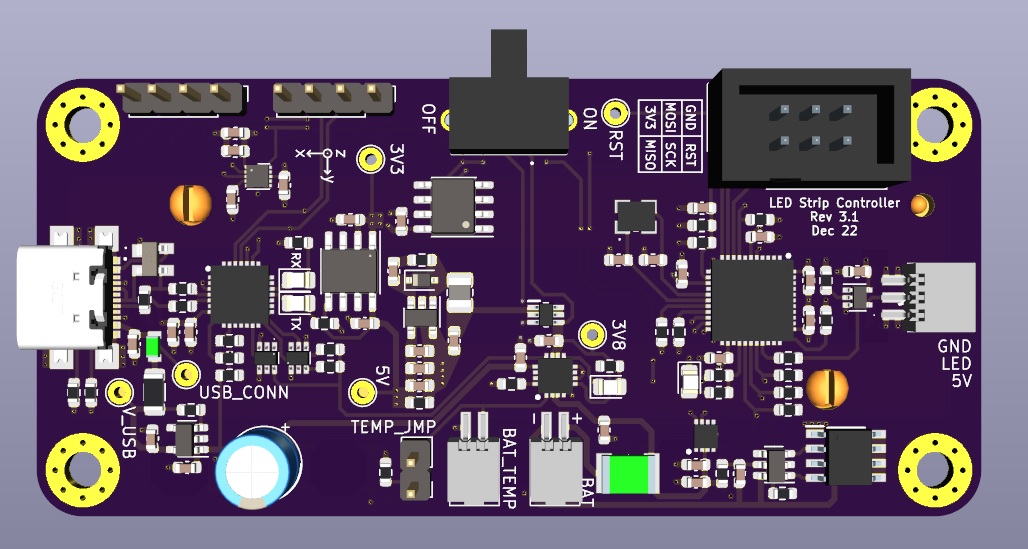 OFF
ON
RST
GND RST
MOSI SCK
3V3 MISO
LED Strip Controller
Rev 3.1
Dec 22
X
Z
Y
3V3
RX
TX
GND
LED
5V
3V8
5V
USB_CONN
V_USB
TEMP_JMP
+
BAT_TEMP
- +
BAT